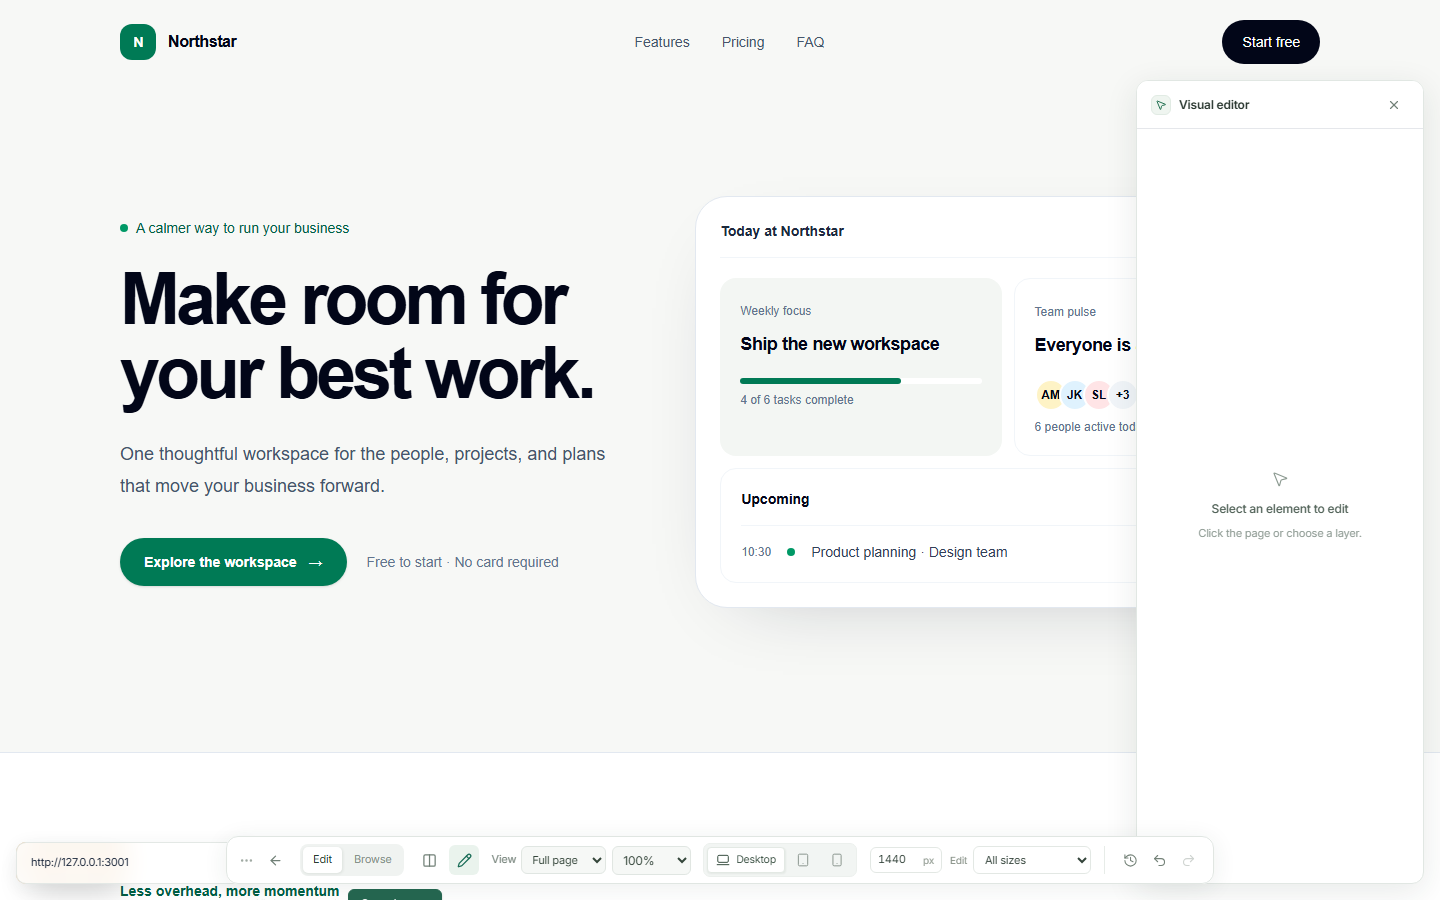 N Northstar
Features Pricing FAQ
Start free
Visual editor
A calmer way to run your business
Make room for
your best work.
One thoughtful workspace for the people, projects, and plans
that move your business forward.
Explore the workspace →
Free to start · No card required
Today at Northstar
Weekly focus
Ship the new workspace
4 of 6 tasks complete
Team pulse
Everyone is
AM JK SL +3
6 people active tod
Upcoming
10:30 Product planning · Design team
Select an element to edit
Click the page or choose a layer.
http://127.0.0.1:3001
Edit Browse View Full page 100% Desktop 1440 px Edit All sizes
Less overhead, more momentum